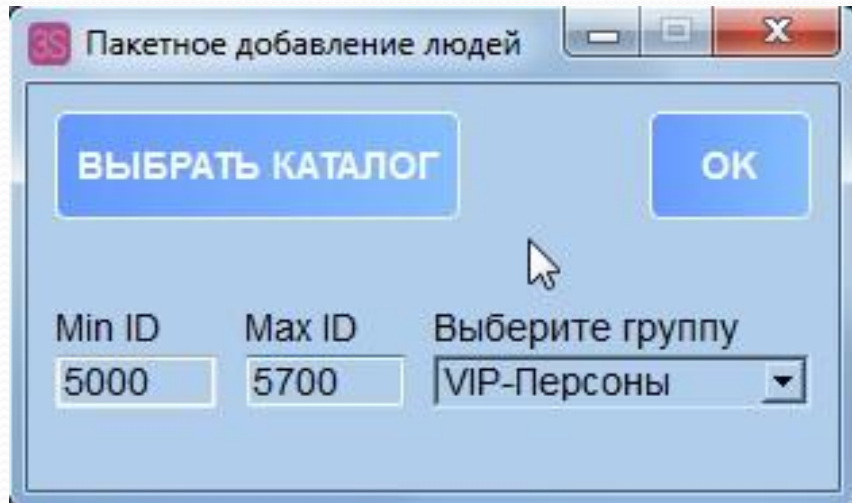 3S Пакетное добавление людей
ВЫБРАТЬ КАТАЛОГ OK
Min ID Max ID Выберите группу
5000 5700 VIP-Персоны